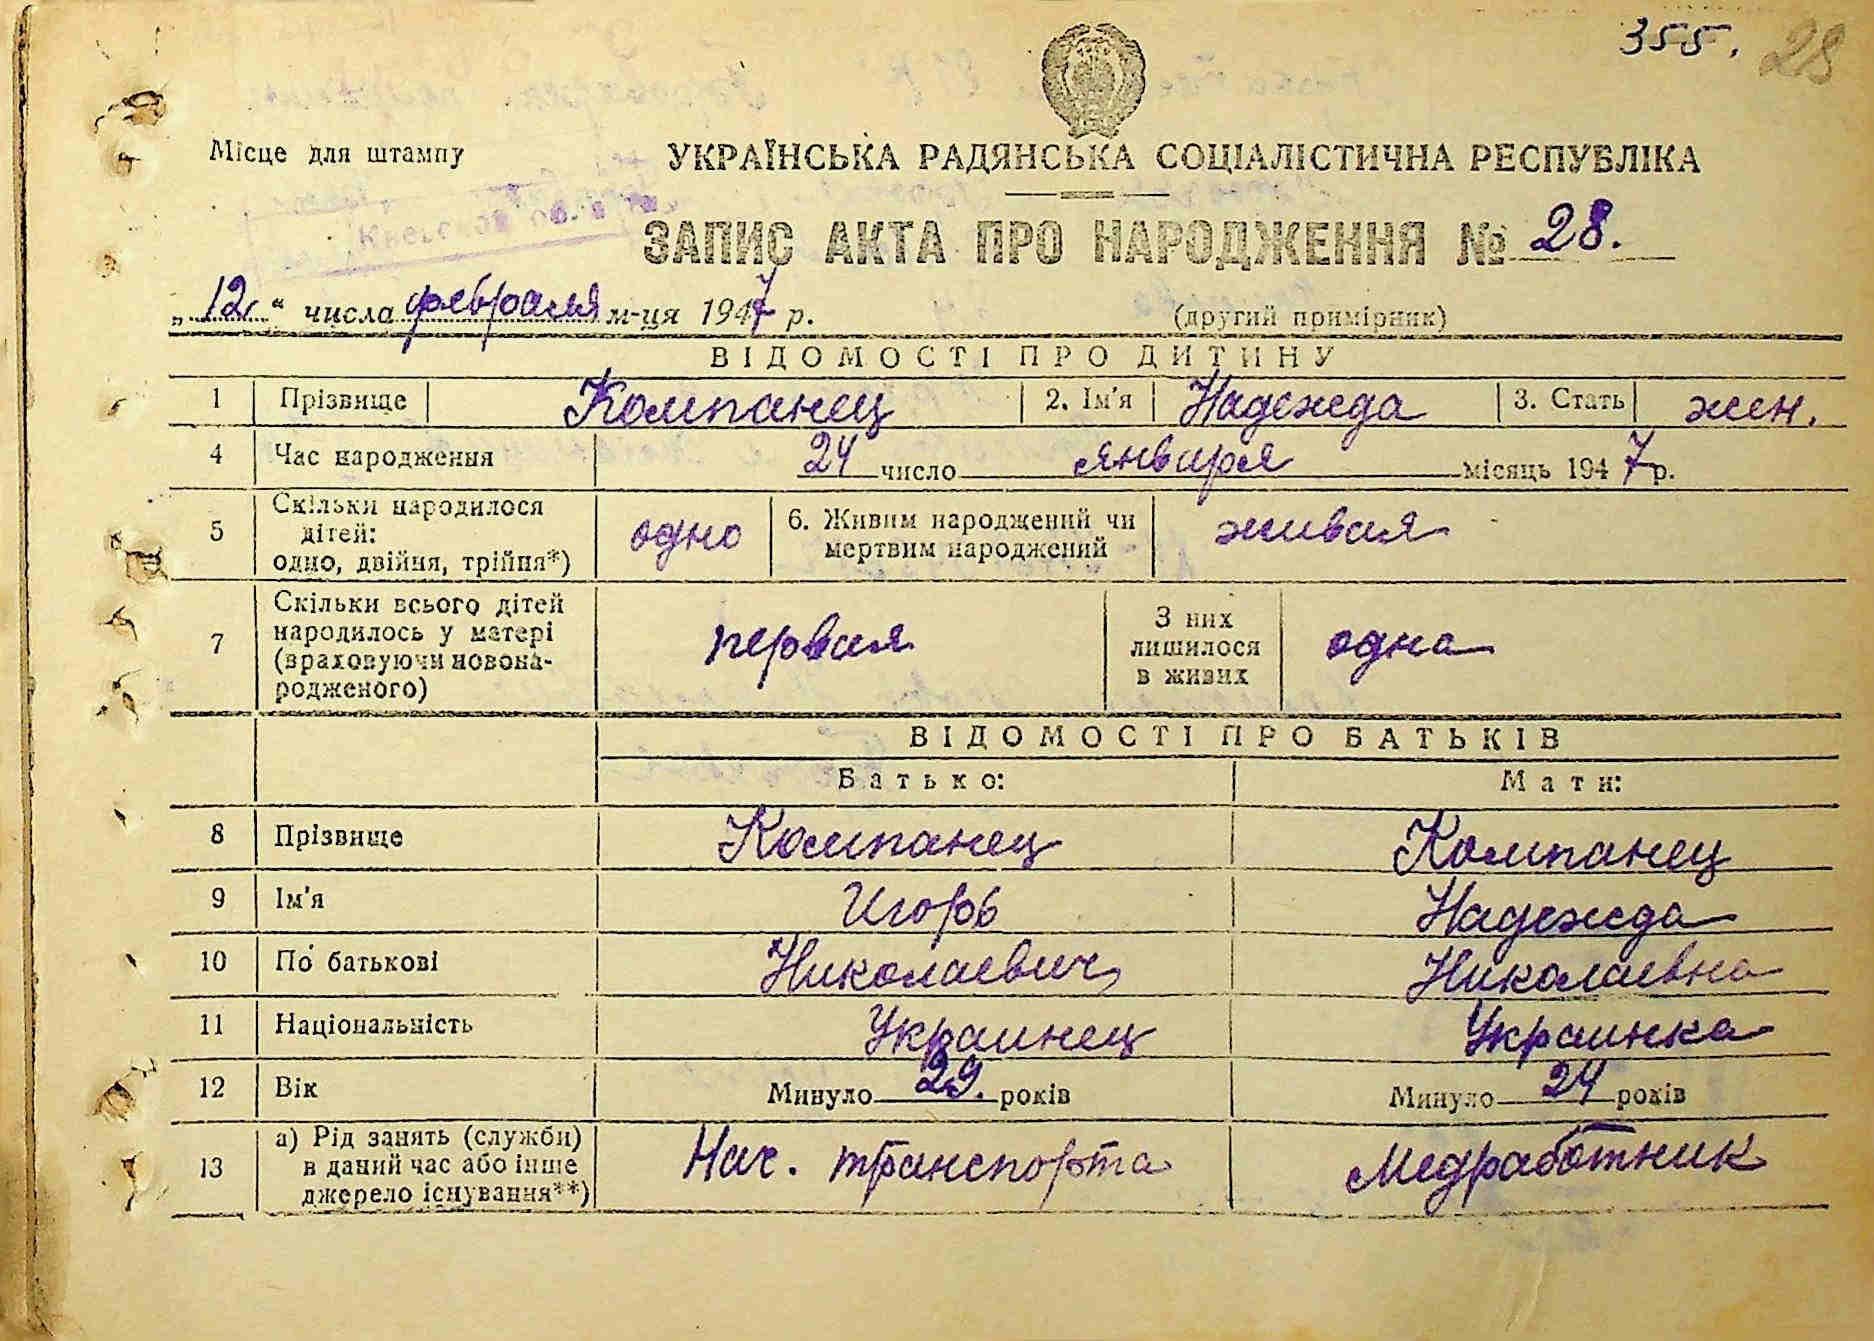 355. 28
Місце для штампу
УКРАЇНСЬКА РАДЯНСЬКА СОЦІАЛІСТИЧНА РЕСПУБЛІКА
ЗАПИС АКТА ПРО НАРОДЖЕННЯ № 28.
„12“ числа февраля м-ця 1947 р. (другий примірник)
ВІДОМОСТІ ПРО ДИТИНУ
1 Прізвище Компанец 2. Ім'я Надежда 3. Стать жен.
4 Час народження 24 число января місяць 1947 р.
5 Скільки народилося
дітей:
одно, двійня, трійня*) одно 6. Живим народжений чи
мертвим народжений живая
7 Скільки всього дітей
народилось у матері
(враховуючи новона-
родженого) первая З них
лишилося
в живих одна
ВІДОМОСТІ ПРО БАТЬКІВ
Батько: Мати:
8 Прізвище Компанец Компанец
9 Ім'я Игорь Надежда
10 По батькові Николаевич Николаевна
11 Національність Украинец Украинка
12 Вік Минуло 29. років Минуло 24 років
13 а) Рід занять (служби)
в даний час або інше
джерело існування**) Нач. транспорта Медработник